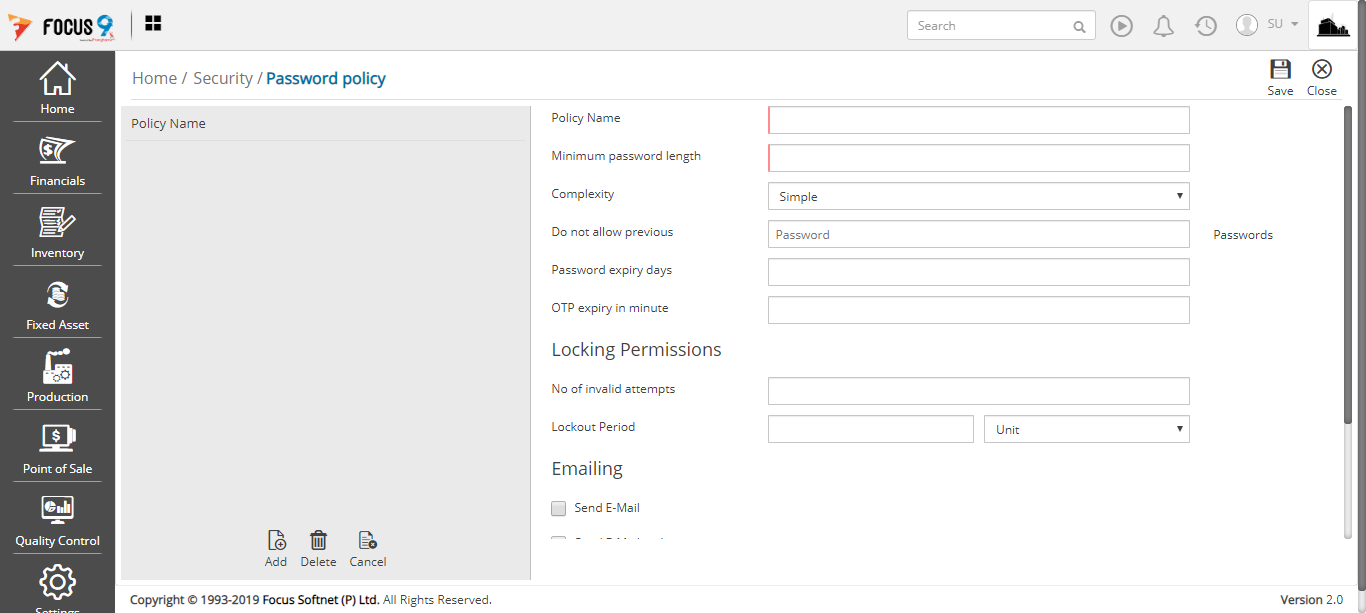 FOCUS 9
Search
SU
Home / Security / Password policy
Save
Close
Home
Financials
Inventory
Fixed Asset
Production
Point of Sale
Quality Control
Settings
Policy Name
Add
Delete
Cancel
Policy Name
Minimum password length
Complexity
Simple
Do not allow previous
Password
Passwords
Password expiry days
OTP expiry in minute
Locking Permissions
No of invalid attempts
Lockout Period
Unit
Emailing
Send E-Mail
Copyright © 1993-2019 Focus Softnet (P) Ltd. All Rights Reserved.
Version 2.0